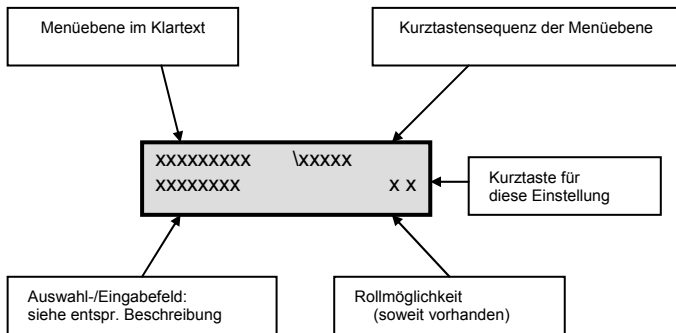 Menüebene im Klartext
Kurztastensequenz der Menüebene
xxxxxxxxx \xxxxx
xxxxxxxx x x
Kurztaste für
diese Einstellung
Auswahl-/Eingabefeld:
siehe entspr. Beschreibung
Rollmöglichkeit
(soweit vorhanden)